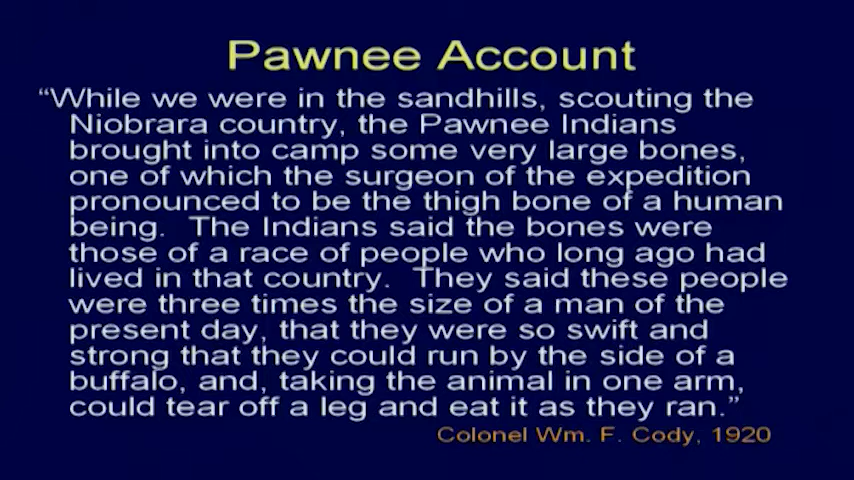 Pawnee Account
“While we were in the sandhills, scouting the
Niobrara country, the Pawnee Indians
brought into camp some very large bones,
one of which the surgeon of the expedition
pronounced to be the thigh bone of a human
being.  The Indians said the bones were
those of a race of people who long ago had
lived in that country.  They said these people
were three times the size of a man of the
present day, that they were so swift and
strong that they could run by the side of a
buffalo, and, taking the animal in one arm,
could tear off a leg and eat it as they ran.”
Colonel Wm. F. Cody, 1920